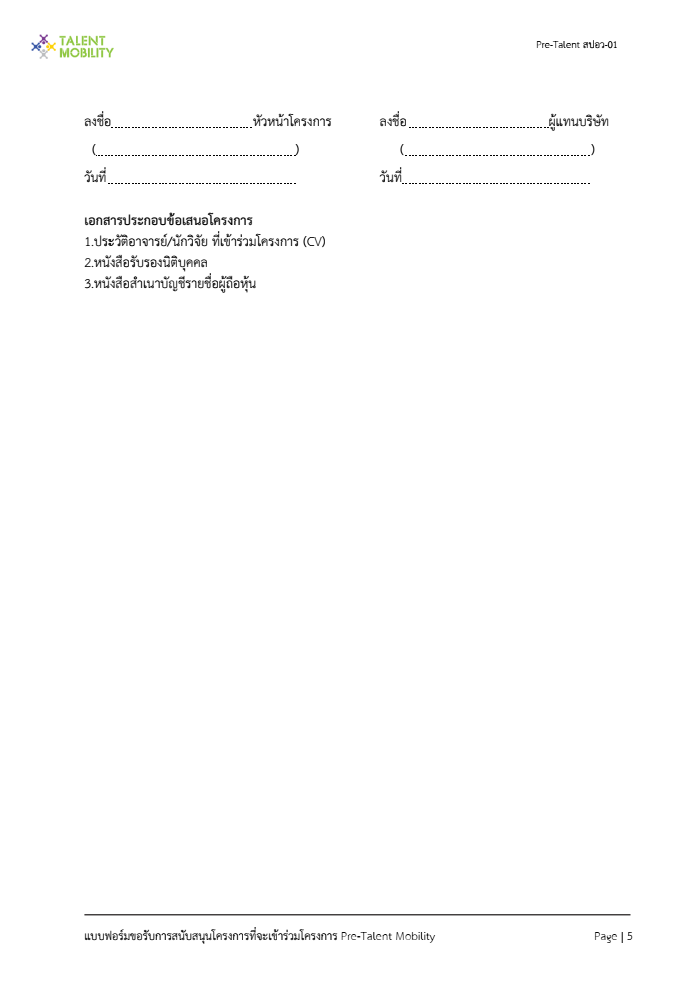 TALENT
MOBILITY
Pre-Talent สปอว-01
ลงชื่อ................................................หัวหน้าโครงการ ลงชื่อ................................................ผู้แทนบริษัท
(................................................................) (................................................................)
วันที่................................................................ วันที่................................................................
เอกสารประกอบข้อเสนอโครงการ
1.ประวัติอาจารย์/นักวิจัย ที่เข้าร่วมโครงการ (CV)
2.หนังสือรับรองนิติบุคคล
3.หนังสือสำเนาบัญชีรายชื่อผู้ถือหุ้น
แบบฟอร์มขอรับการสนับสนุนโครงการที่จะเข้าร่วมโครงการ Pre-Talent Mobility Page | 5